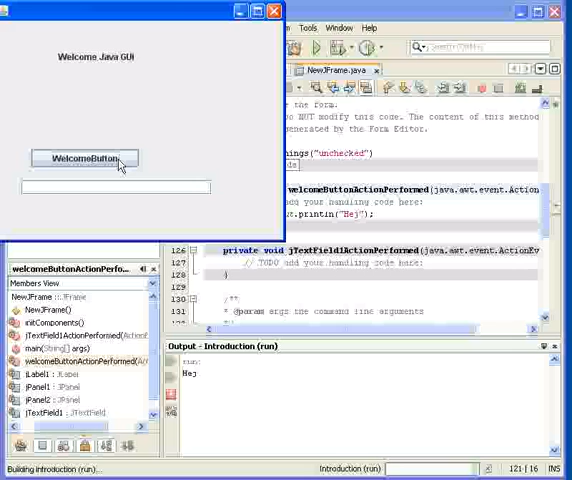 Tools Window Help
Welcome Java GUI
Search (Ctrl+I)
NewJFrame.java
the form.
NOT modify this code. The content of this method
generated by the Form Editor.
ings("unchecked")
WelcomeButton
welcomeButtonActionPerformed(java.awt.event.Action
d your handling code here:
t.println("Hej");
126 private void jTextField1ActionPerformed(java.awt.event.ActionEv
127 // TODO add your handling code here:
128 }
130 /**
131 * @param args the command line arguments
welcomeButtonActionPerfo...
Members View
NewJFrame :: JFrame
NewJFrame()
initComponents()
jTextField1ActionPerformed(Action
main(String[] args)
welcomeButtonActionPerformed(Ac
jLabel1 : JLabel
jPanel1 : JPanel
jPanel2 : JPanel
jTextField1 : JTextField
Output - Introduction (run)
run:
Hej
Building Introduction (run)...
Introduction (run)
121 | 16
INS